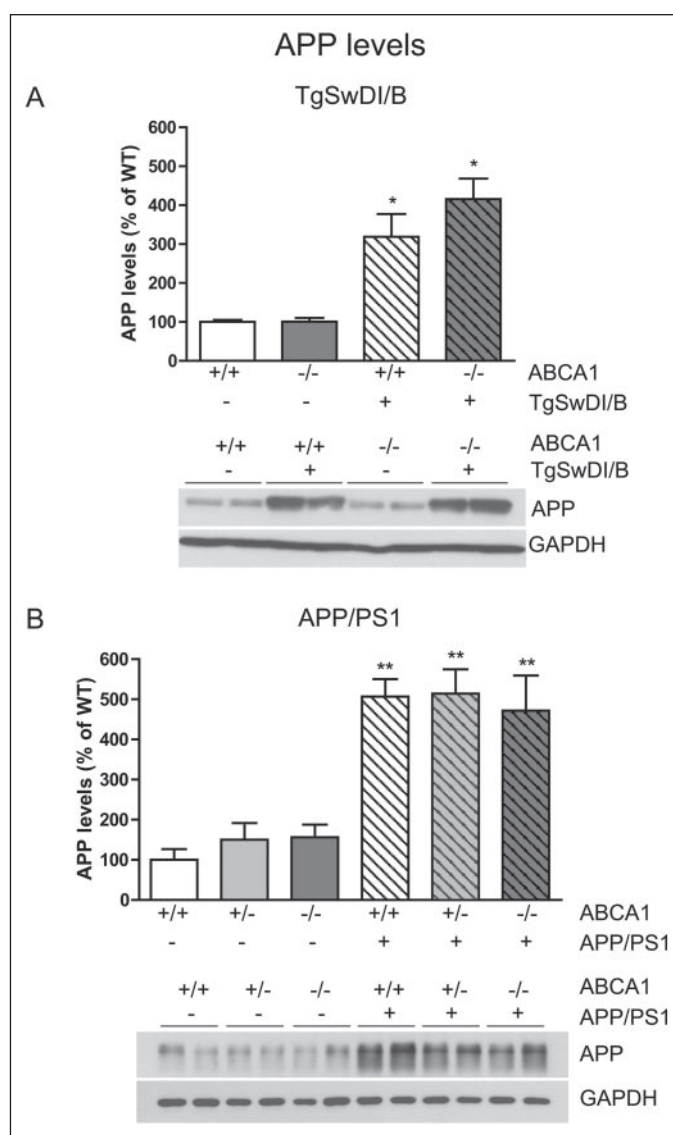 APP levels
A
TgSwDI/B
APP levels (% of WT)
600
500
400
300
200
100
0
* *
+/+ -/- +/+ -/- ABCA1
- - + + TgSwDI/B
+/+ +/+ -/- -/- ABCA1
- + - + TgSwDI/B
APP
GAPDH
B
APP/PS1
APP levels (% of WT)
600
500
400
300
200
100
0
** ** **
+/+ +/- -/- +/+ +/- -/- ABCA1
- - - + + + APP/PS1
+/+ +/- -/- +/+ +/- -/- ABCA1
- - - + + + APP/PS1
APP
GAPDH